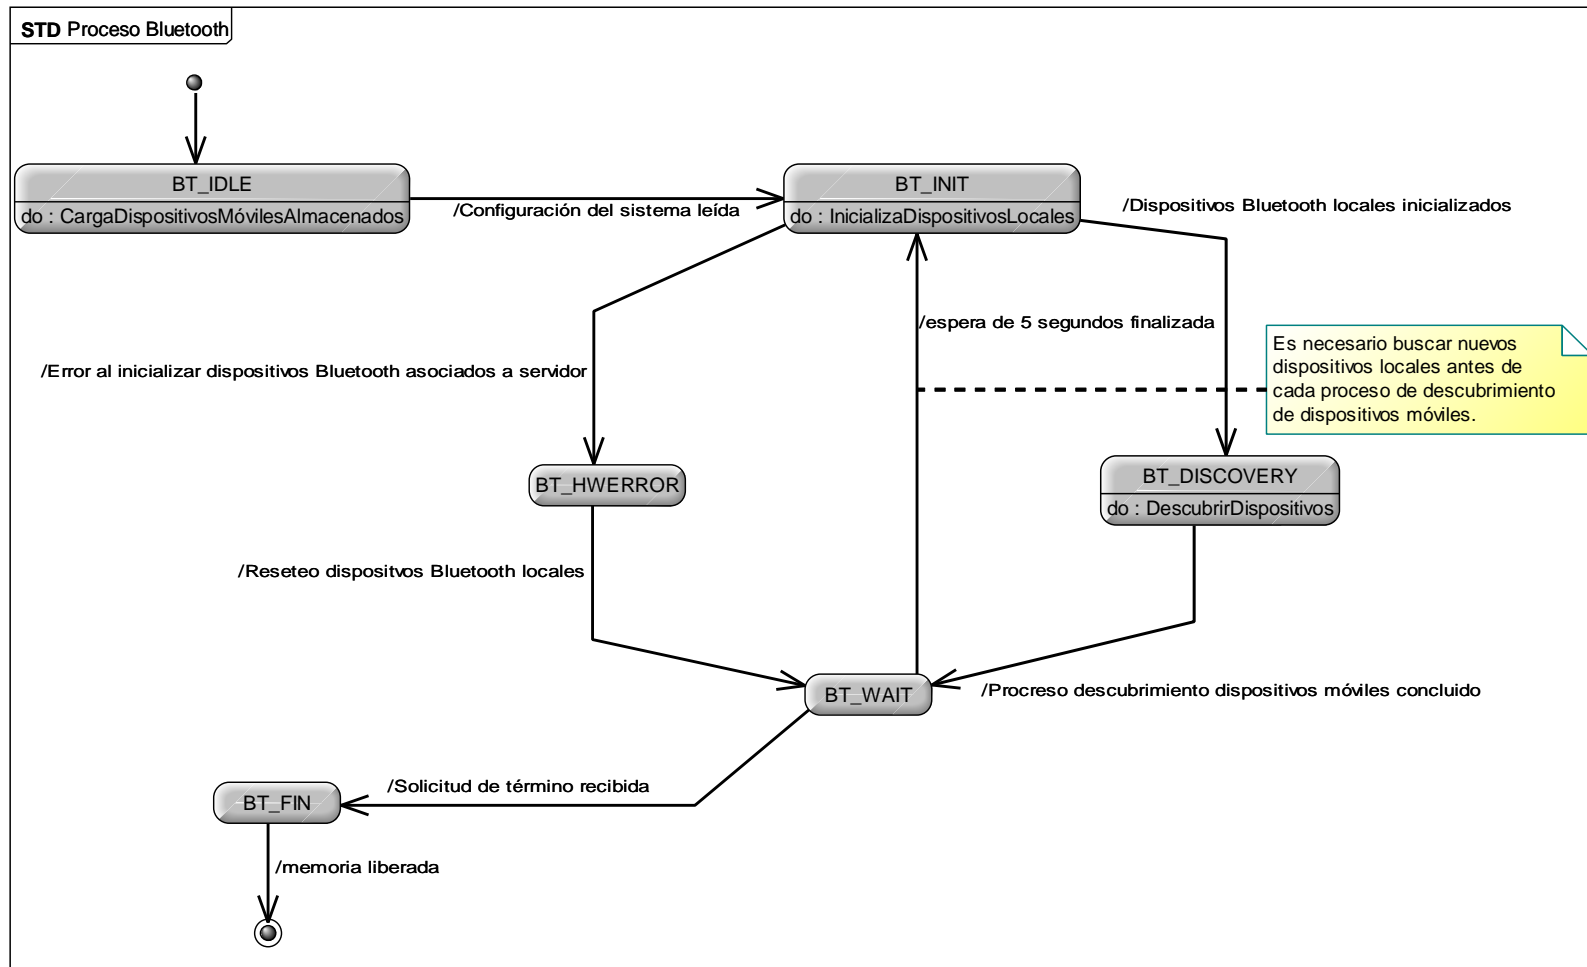 STD Proceso Bluetooth
BT_IDLE
do : CargaDispositivosMóvilesAlmacenados
/Configuración del sistema leída
BT_INIT
do : InicializaDispositivosLocales
/Dispositivos Bluetooth locales inicializados
/espera de 5 segundos finalizada
Es necesario buscar nuevos
dispositivos locales antes de
cada proceso de descubrimiento
de dispositivos móviles.
/Error al inicializar dispositivos Bluetooth asociados a servidor
BT_HWERROR
BT_DISCOVERY
do : DescubrirDispositivos
/Reseteo dispositvos Bluetooth locales
BT_WAIT
/Procreso descubrimiento dispositivos móviles concluido
/Solicitud de término recibida
BT_FIN
/memoria liberada